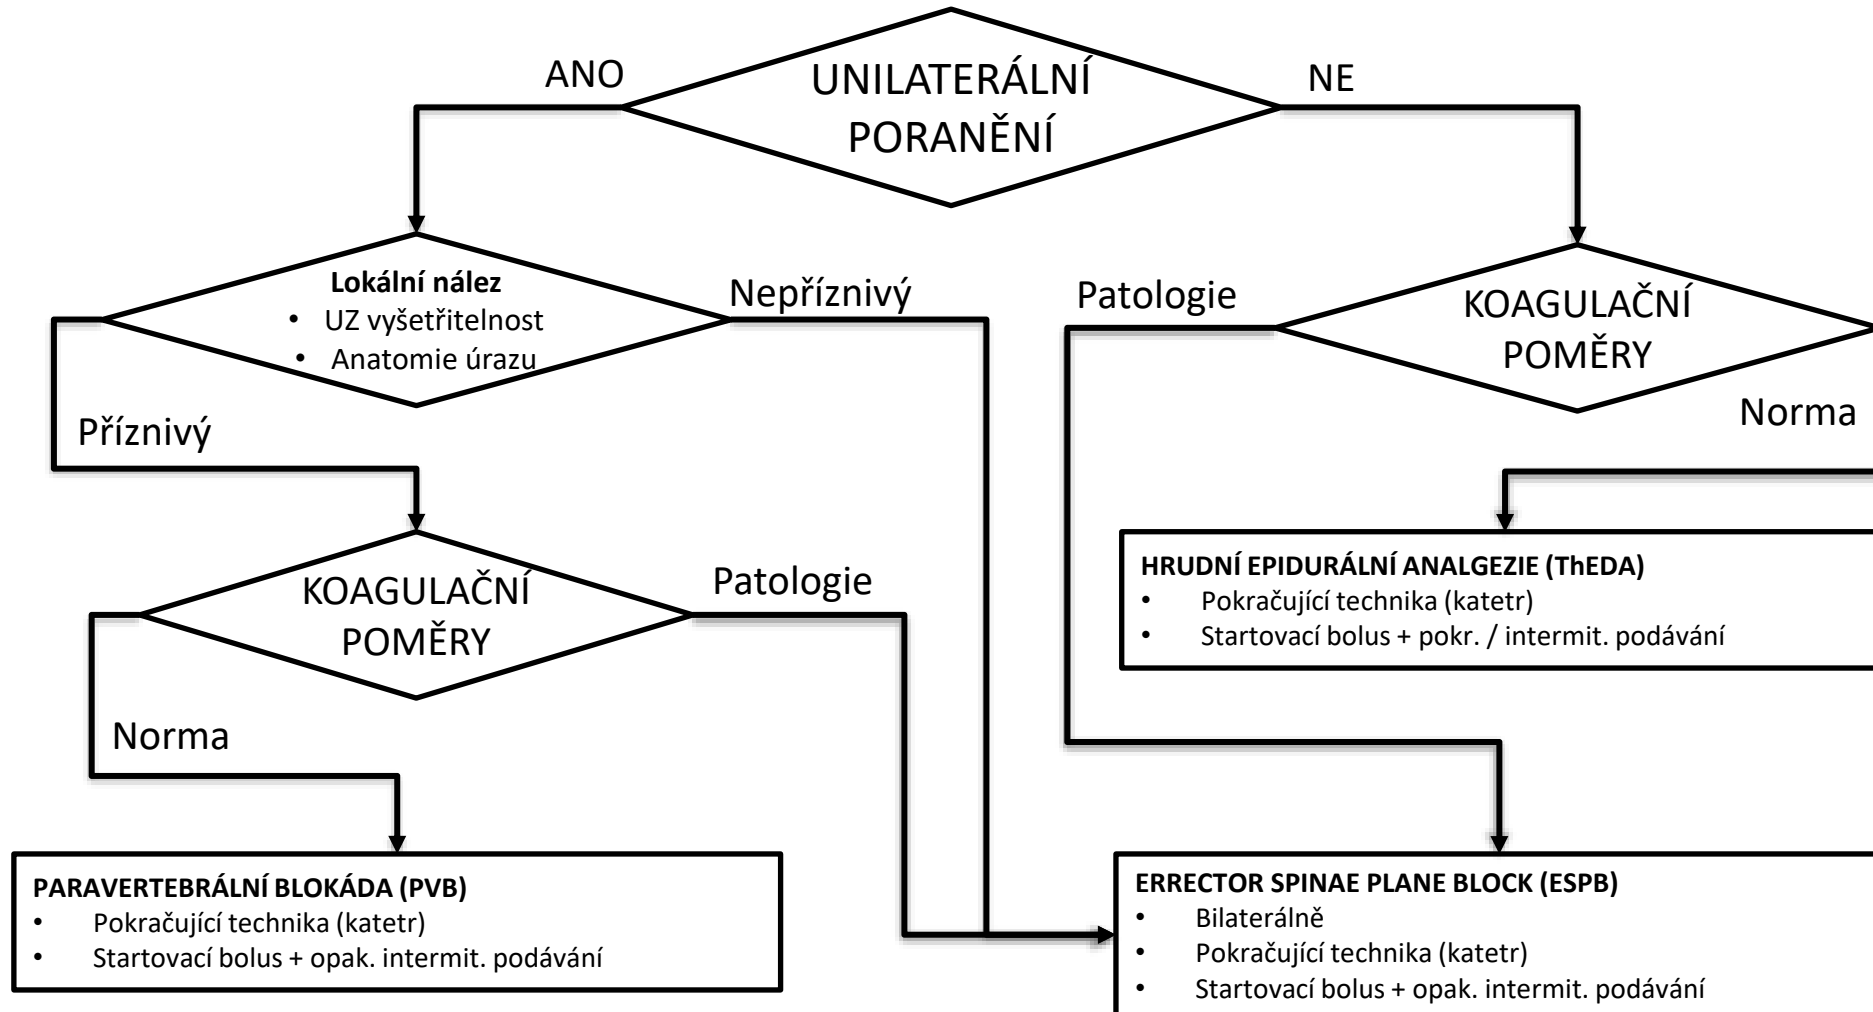 UNILATERÁLNÍ
PORANĚNÍ
ANO
NE
Lokální nález
• UZ vyšetřitelnost
• Anatomie úrazu
Nepříznivý
Příznivý
Patologie
KOAGULAČNÍ
POMĚRY
Norma
HRUDNÍ EPIDURÁLNÍ ANALGEZIE (ThEDA)
• Pokračující technika (katetr)
• Startovací bolus + pokr. / intermit. podávání
KOAGULAČNÍ
POMĚRY
Patologie
Norma
PARAVERTEBRÁLNÍ BLOKÁDA (PVB)
• Pokračující technika (katetr)
• Startovací bolus + opak. intermit. podávání
ERRECTOR SPINAE PLANE BLOCK (ESPB)
• Bilaterálně
• Pokračující technika (katetr)
• Startovací bolus + opak. intermit. podávání